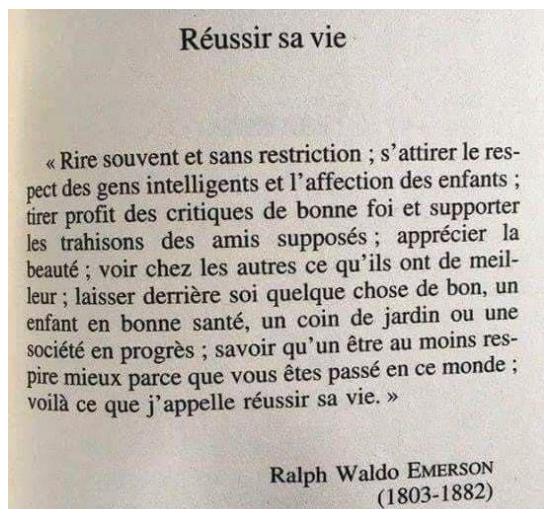 Réussir sa vie
« Rire souvent et sans restriction ; s'attirer le res-
pect des gens intelligents et l'affection des enfants ;
tirer profit des critiques de bonne foi et supporter
les trahisons des amis supposés ; apprécier la
beauté ; voir chez les autres ce qu'ils ont de meil-
leur ; laisser derrière soi quelque chose de bon, un
enfant en bonne santé, un coin de jardin ou une
société en progrès ; savoir qu'un être au moins res-
pire mieux parce que vous êtes passé en ce monde ;
voilà ce que j'appelle réussir sa vie. »
Ralph Waldo EMERSON
(1803-1882)